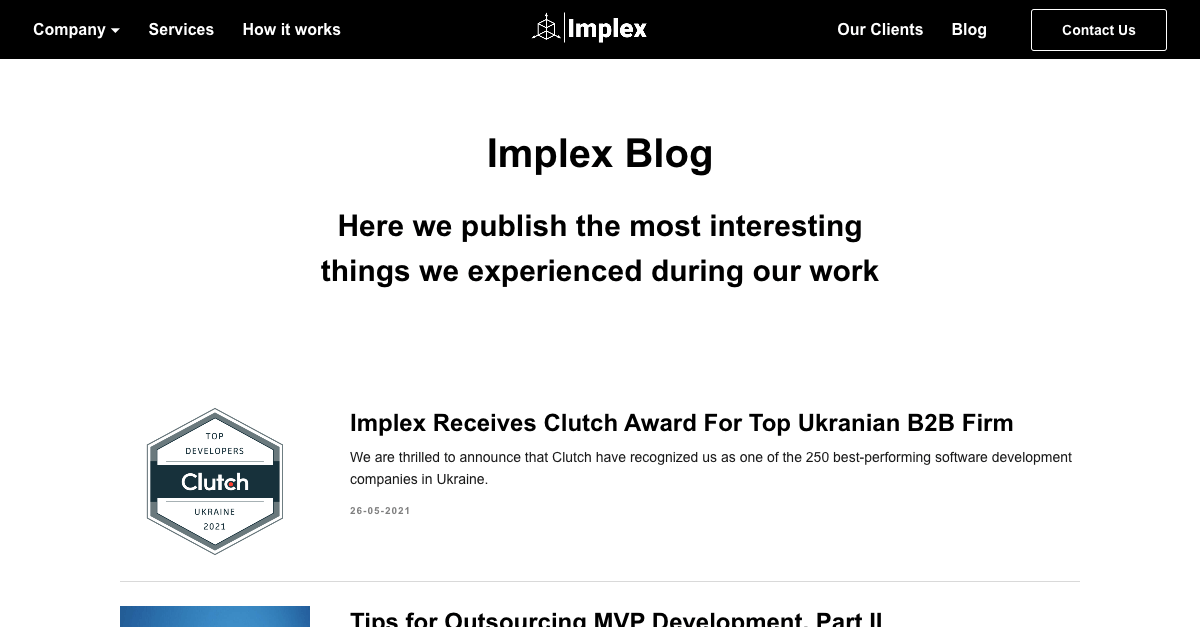 Company
Services
How it works
Implex
Our Clients
Blog
Contact Us
Implex Blog
Here we publish the most interesting
things we experienced during our work
TOP
DEVELOPERS
Clutch
UKRAINE
2021
Implex Receives Clutch Award For Top Ukranian B2B Firm
We are thrilled to announce that Clutch have recognized us as one of the 250 best-performing software development
companies in Ukraine.
26-05-2021
Tips for Outsourcing MVP Development. Part II